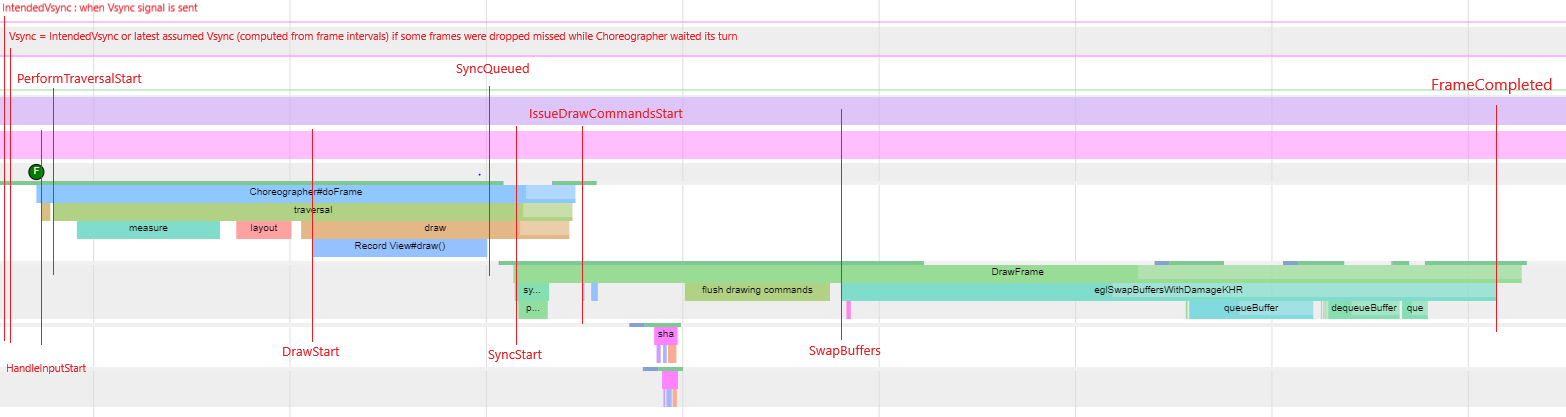 IntendedVsync : when Vsync signal is sent
Vsync = IntendedVsync or latest assumed Vsync (computed from frame intervals) if some frames were dropped missed while Choreographer waited its turn
PerformTraversalStart
SyncQueued
FrameCompleted
IssueDrawCommandsStart
F
Choreographer#doFrame
traversal
measure
layout
draw
Record View#draw()
DrawFrame
sy...
flush drawing commands
eglSwapBuffersWithDamageKHR
p...
queueBuffer
dequeueBuffer
que
sha
DrawStart
SyncStart
SwapBuffers
HandleInputStart